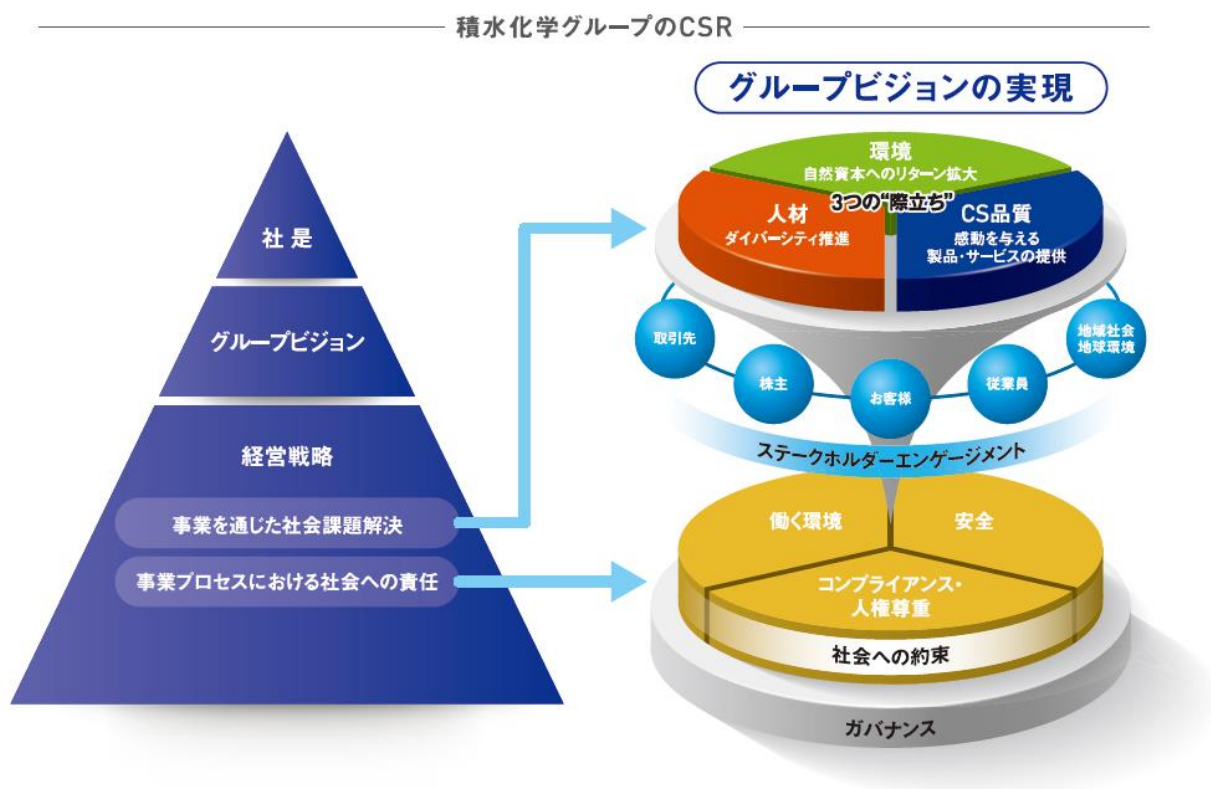 積水化学グループのCSR
グループビジョンの実現
社是
グループビジョン
経営戦略
事業を通じた社会課題解決
事業プロセスにおける社会への責任
環境
自然資本へのリターン拡大
3つの“際立ち”
人材
ダイバーシティ推進
CS品質
感動を与える
製品・サービスの提供
取引先
株主
お客様
従業員
地域社会
地球環境
ステークホルダーエンゲージメント
働く環境
安全
コンプライアンス・
人権尊重
社会への約束
ガバナンス